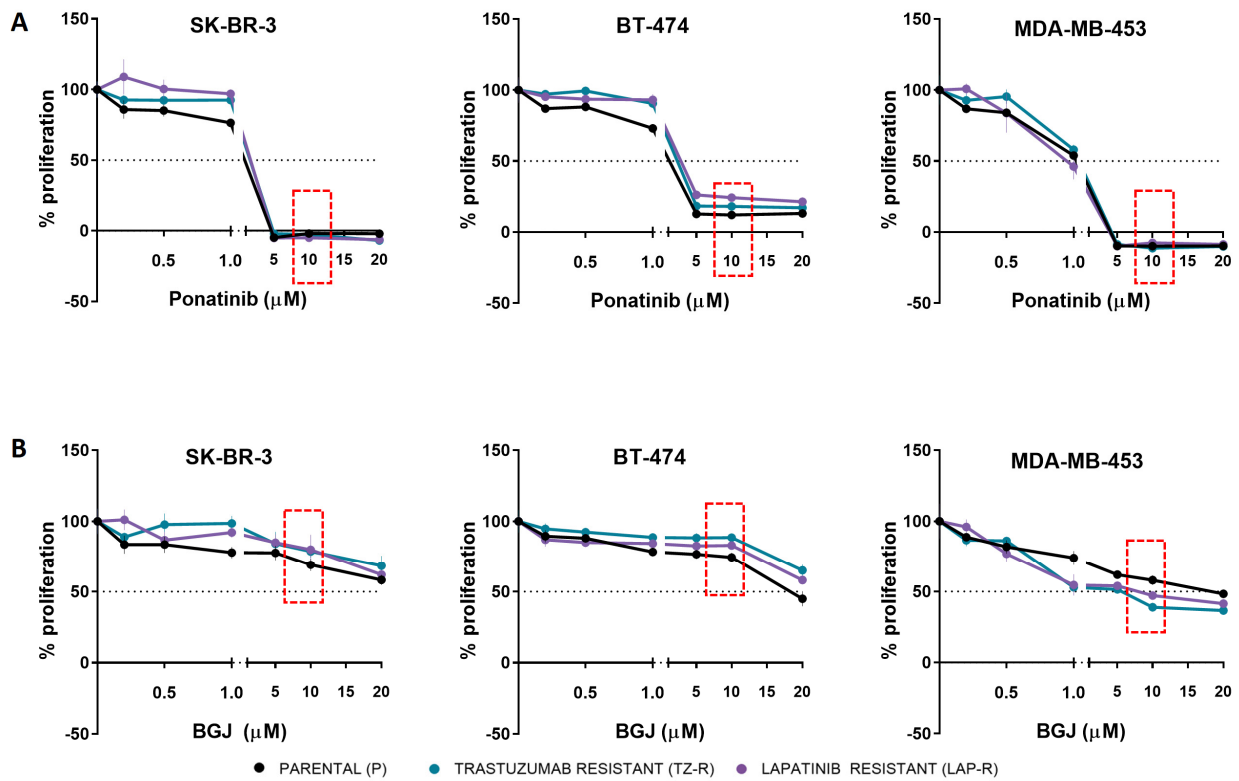 A
SK-BR-3
BT-474
MDA-MB-453
150
100
50
0
-50
% proliferation
0.5 1.0 5 10 15 20
Ponatinib (μM)
150
100
50
0
-50
% proliferation
0.5 1.0 5 10 15 20
Ponatinib (μM)
150
100
50
0
-50
% proliferation
0.5 1.0 5 10 15 20
Ponatinib (μM)
B
SK-BR-3
BT-474
MDA-MB-453
150
100
50
0
-50
% proliferation
0.5 1.0 5 10 15 20
BGJ (μM)
150
100
50
0
-50
% proliferation
0.5 1.0 5 10 15 20
BGJ (μM)
150
100
50
0
-50
% proliferation
0.5 1.0 5 10 15 20
BGJ (μM)
PARENTAL (P) TRASTUZUMAB RESISTANT (TZ-R) LAPATINIB RESISTANT (LAP-R)